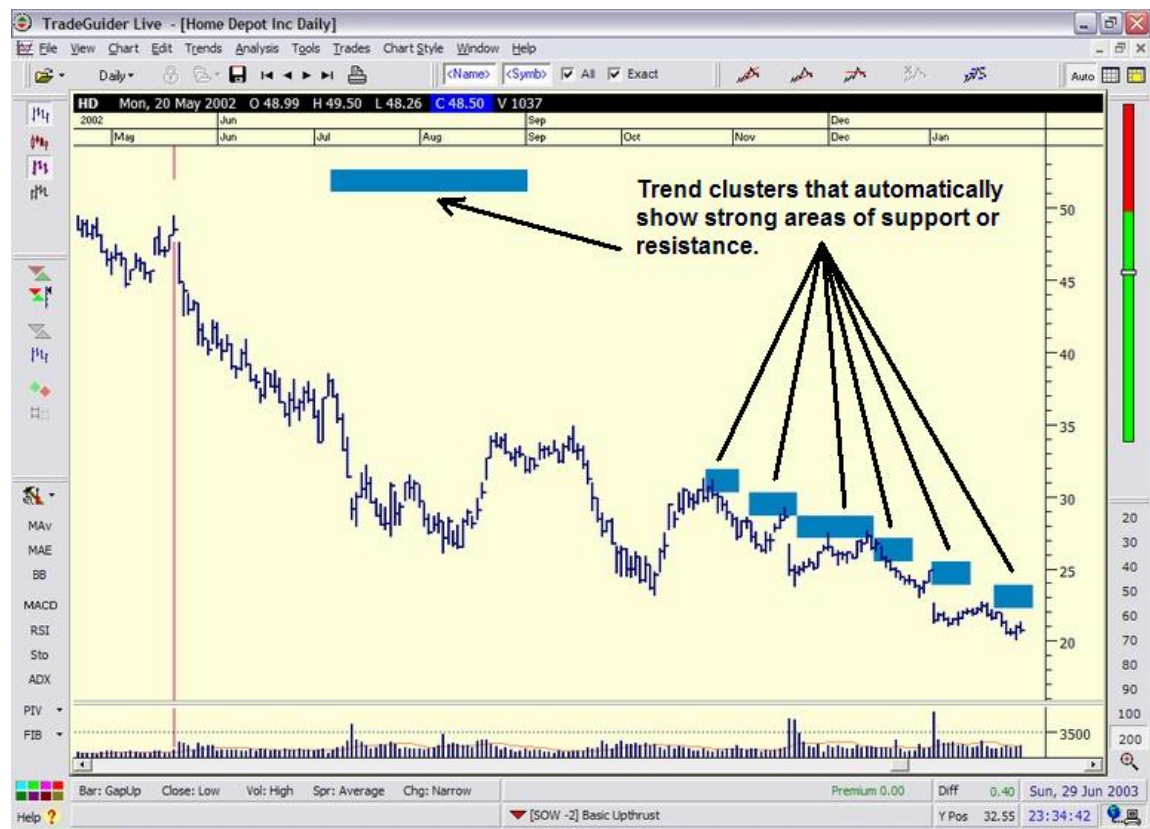 TradeGuider Live - [Home Depot Inc Daily]
File View Chart Edit Trends Analysis Tools Trades Chart Style Window Help
Daily <Name> <Symb> All Exact Auto
HD Mon, 20 May 2002 O 48.99 H 49.50 L 48.26 C 48.50 V 1037
2002 Jun Sep Dec
May Jun Jul Aug Sep Oct Nov Dec Jan
Trend clusters that automatically
show strong areas of support or
resistance.
50
45
40
35
30
25
20
3500
MAv
MAE
BB
MACD
RSI
Sto
ADX
PIV
FIB
20
30
40
50
60
70
80
90
100
200
Bar: GapUp Close: Low Vol: High Spr: Average Chg: Narrow Premium 0.00 Diff 0.40 Sun, 29 Jun 2003
Help ? [SOW -2] Basic Upthrust Y Pos 32.55 23:34:42